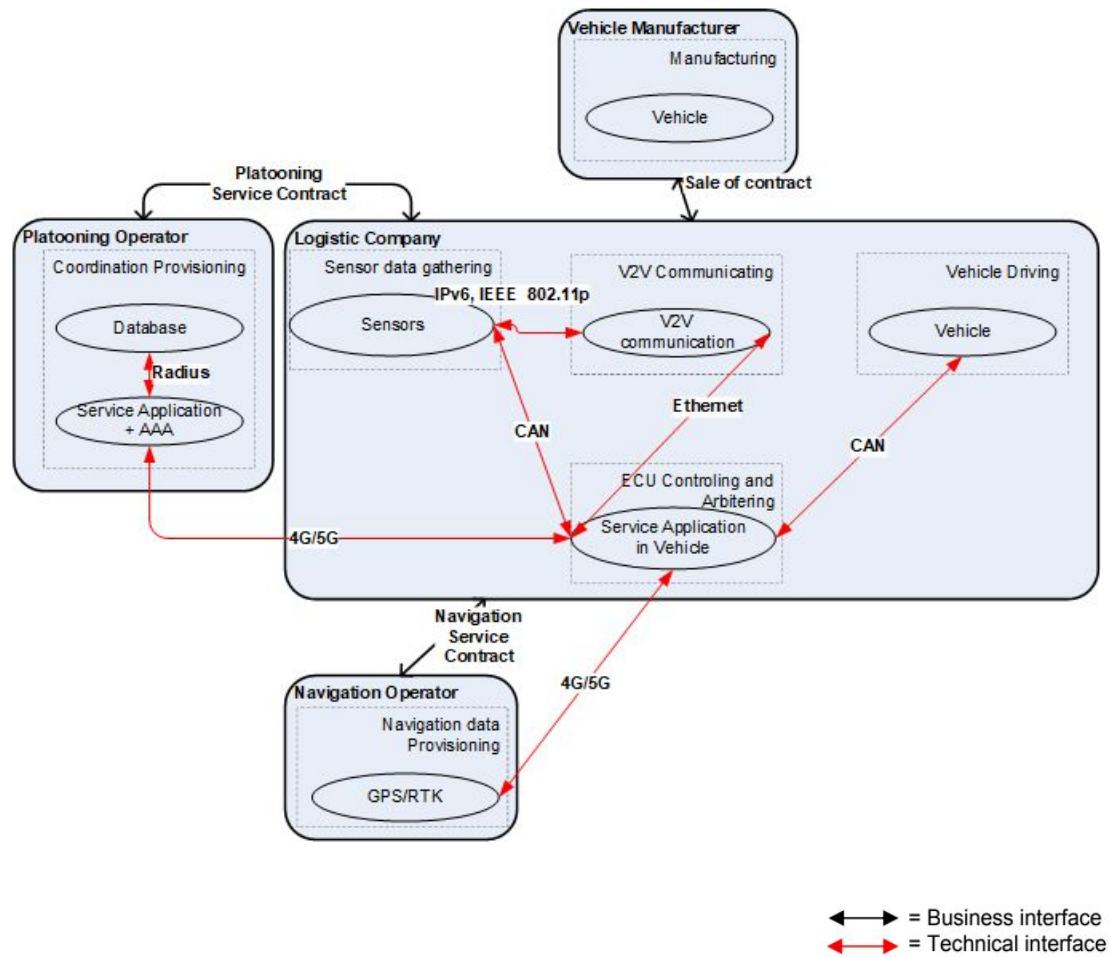 Vehicle Manufacturer
Manufacturing
Vehicle
Platooning
Service Contract
Sale of contract
Platooning Operator
Coordination Provisioning
Database
Radius
Service Application
+ AAA
Logistic Company
Sensor data gathering
IPv6, IEEE 802.11p
Sensors
V2V Communicating
V2V
communication
Vehicle Driving
Vehicle
Ethernet
CAN
CAN
ECU Controling and
Arbitering
Service Application
in Vehicle
4G/5G
Navigation
Service
Contract
4G/5G
Navigation Operator
Navigation data
Provisioning
GPS/RTK
= Business interface
= Technical interface